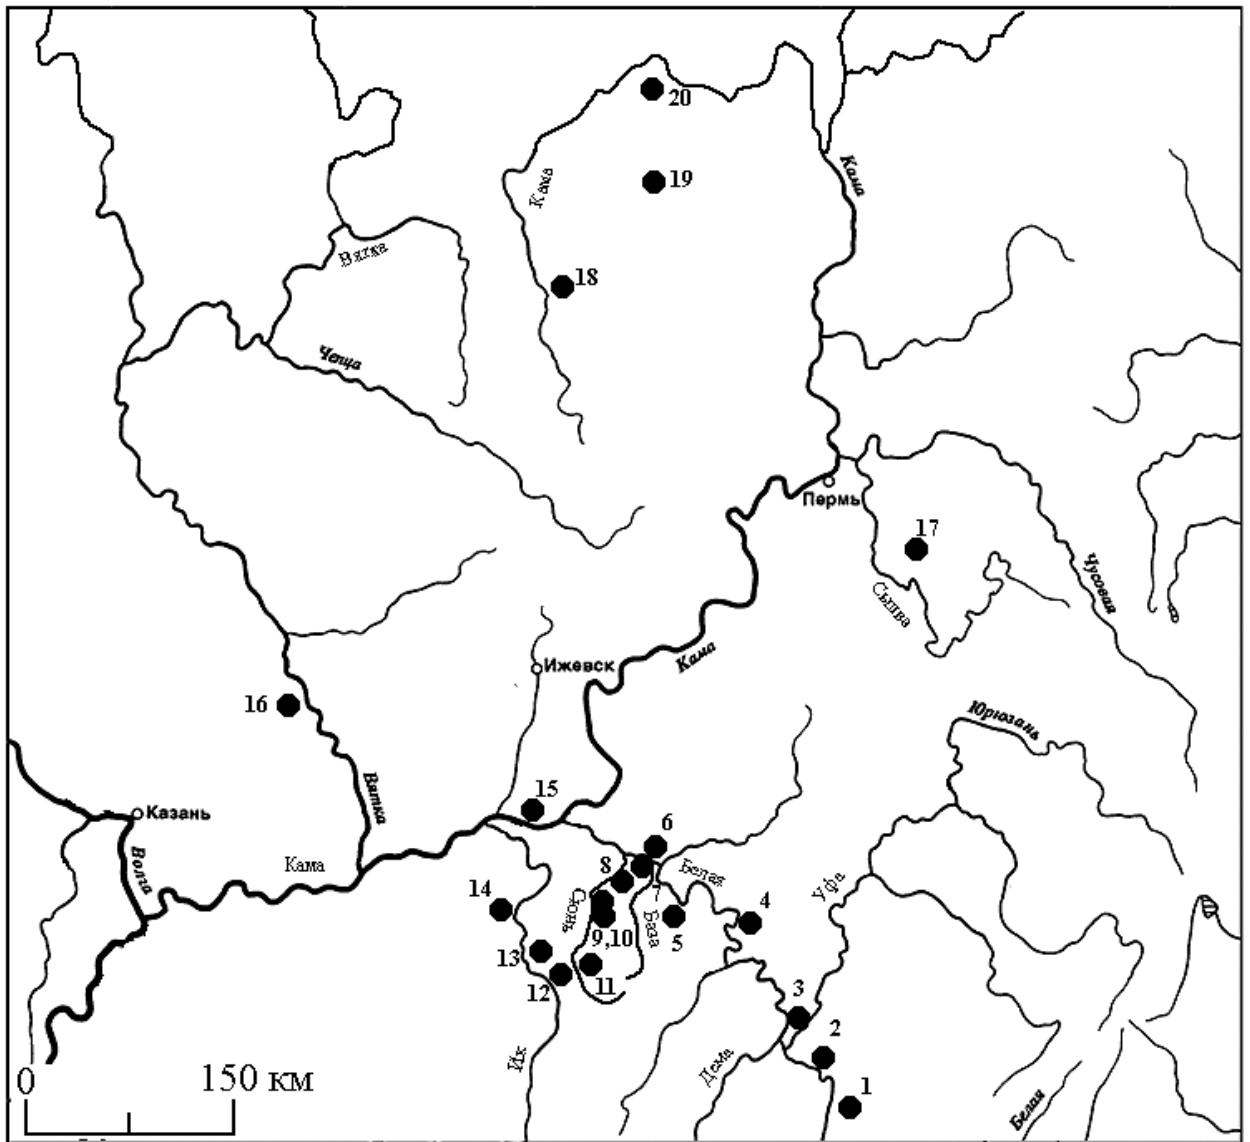 20
Кама
19
Кама
Вятка
18
Чепца
Пермь
17
Чусовая
Сылва
Ижевск
Кама
16
Юрюзань
Вятка
15
Казань
6
Волга
Кама
8
Белая
7
Уфа
14
Сюнь
База
4
9,10
5
13
11
12
3
2
Ик
Дема
0
150 км
1
Белая